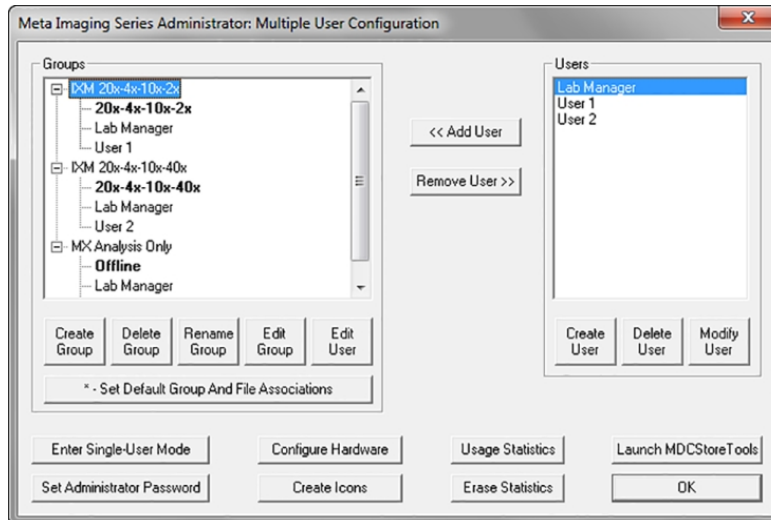 Meta Imaging Series Administrator: Multiple User Configuration
Groups
IXM 20x-4x-10x-2x
20x-4x-10x-2x
Lab Manager
User 1
IXM 20x-4x-10x-40x
20x-4x-10x-40x
Lab Manager
User 2
MX Analysis Only
Offline
Lab Manager
<< Add User
Remove User >>
Users
Lab Manager
User 1
User 2
Create Group
Delete Group
Rename Group
Edit Group
Edit User
* - Set Default Group And File Associations
Create User
Delete User
Modify User
Enter Single-User Mode
Configure Hardware
Usage Statistics
Launch MDCStoreTools
Set Administrator Password
Create Icons
Erase Statistics
OK